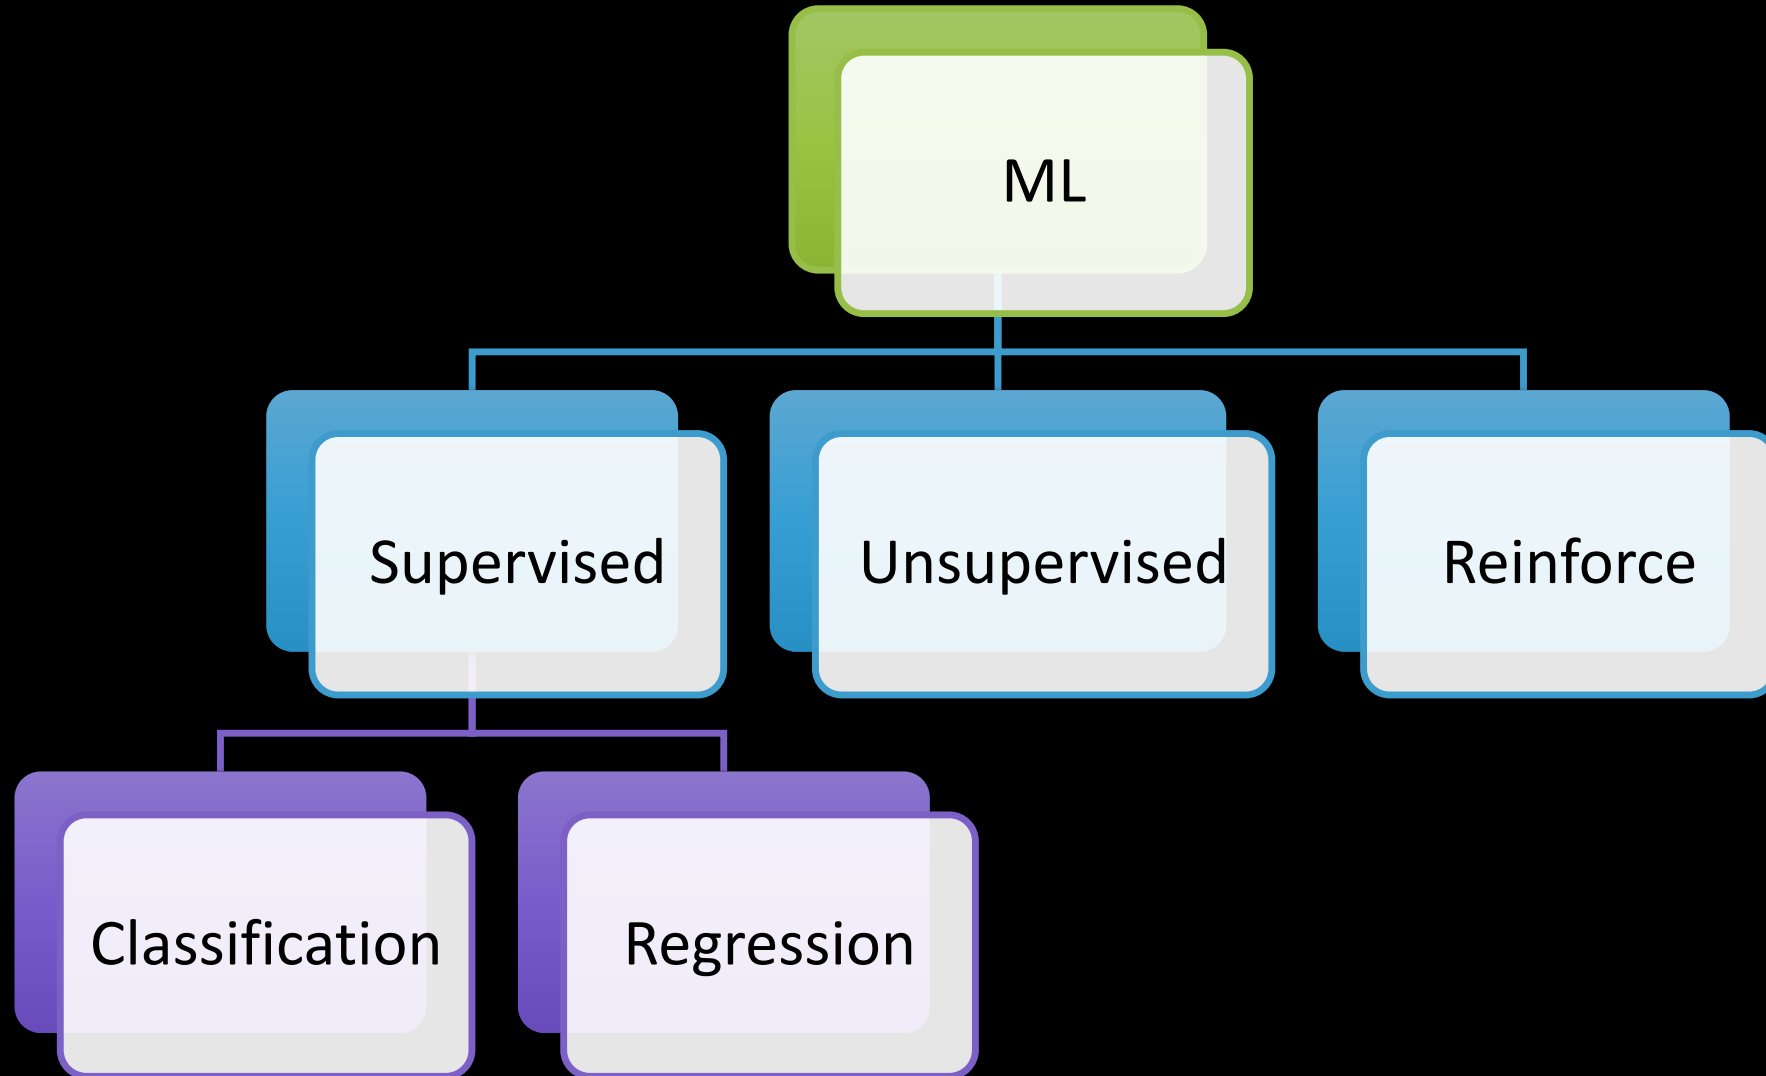 ML
Supervised
Unsupervised
Reinforce
Classification
Regression